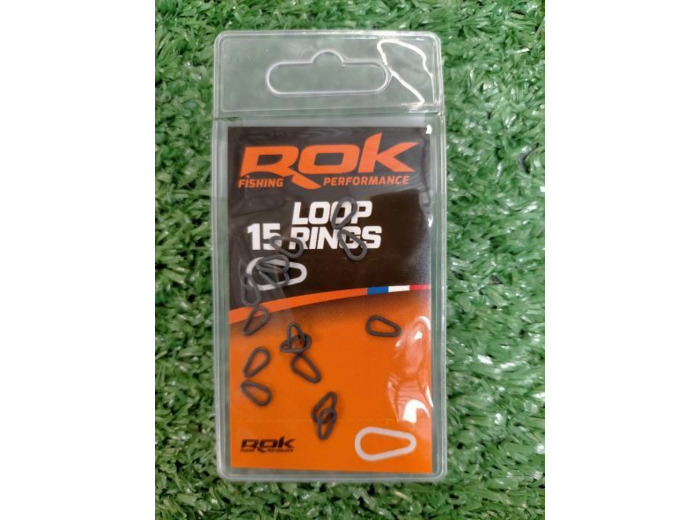 ROK
FISHING PERFORMANCE
15 LOOP
RINGS
ROK